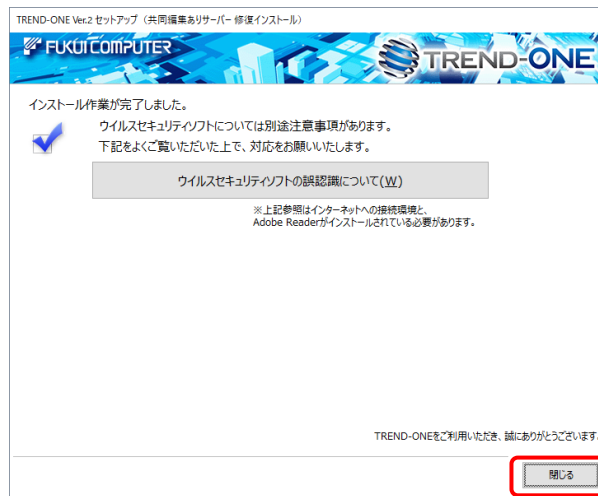 TREND-ONE Ver.2 セットアップ（共同編集ありサーバー 修復インストール）
FUKUI COMPUTER
TREND-ONE
インストール作業が完了しました。
ウイルスセキュリティソフトについては別途注意事項があります。
下記をよくご覧いただいた上で、対応をお願いいたします。
ウイルスセキュリティソフトの誤認識について(W)
※上記参照はインターネットへの接続環境と、
Adobe Readerがインストールされている必要があります。
TREND-ONEをご利用いただき、誠にありがとうございます。
閉じる